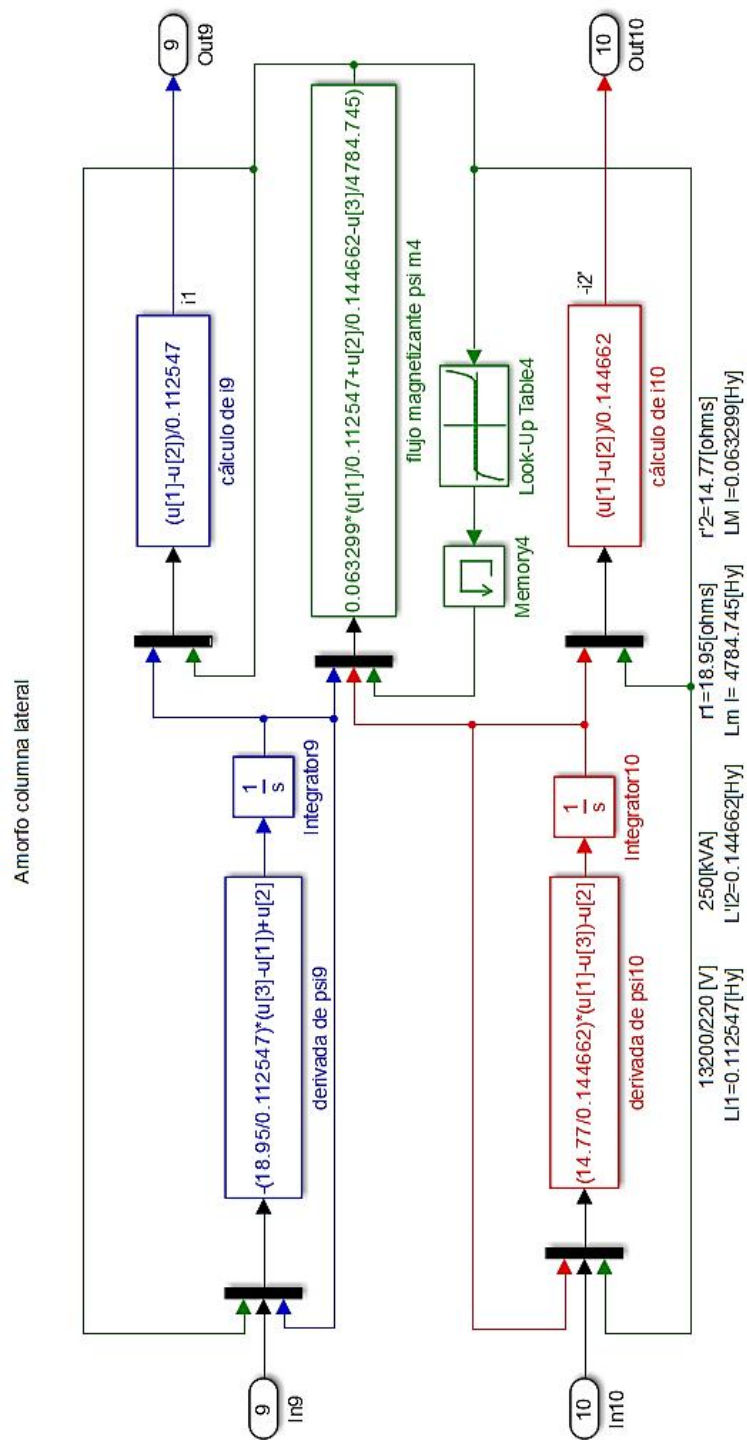 Amorfo columna lateral
9
In9
-(18.95/0.112547)*(u[3]-u[1])+u[2]
derivada de psi9
1
s
Integrator9
(u[1]-u[2])/0.112547
cálculo de i9
i1
9
Out9
0.063299*(u[1]/0.112547+u[2]/0.144662-u[3]/4784.745)
flujo magnetizante psi m4
Look-Up Table4
Memory4
10
In10
(14.77/0.144662)*(u[1]-u[3])-u[2]
derivada de psi10
1
s
Integrator10
(u[1]-u[2])/0.144662
cálculo de i10
-i2'
10
Out10
13200/220 [V] 250[kVA] r1=18.95[ohms] r'2=14.77[ohms]
Ll1=0.112547[Hy] L'l2=0.144662[Hy] Lm l= 4784.745[Hy] LM l=0.063299[Hy]